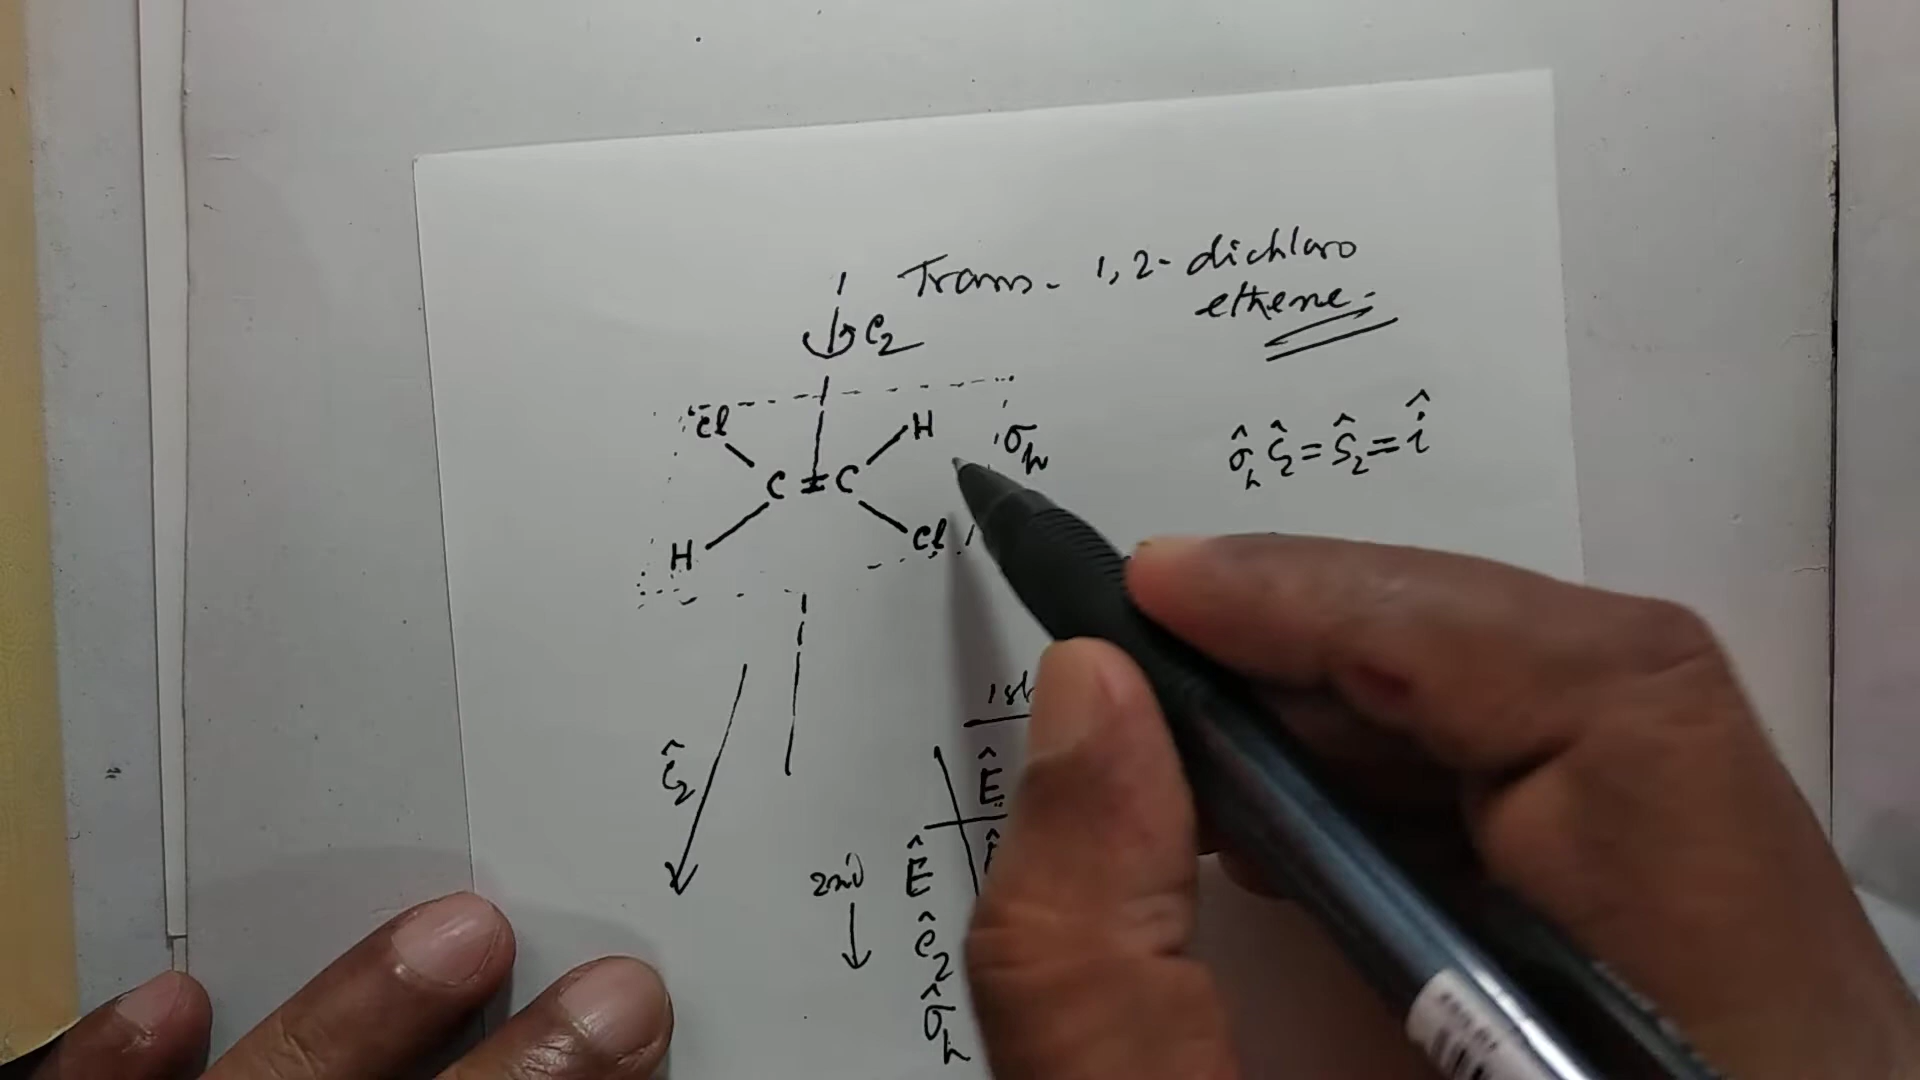 Trans- 1,2-dichloro
ethene
C₂
Cl H σₕ
C=C
H Cl
σ̂ₕ Ĉ₂ = Ŝ₂ = î
Ĉ₂
1st
Ê
2nd Ê
Ĉ₂
σ̂ₕ